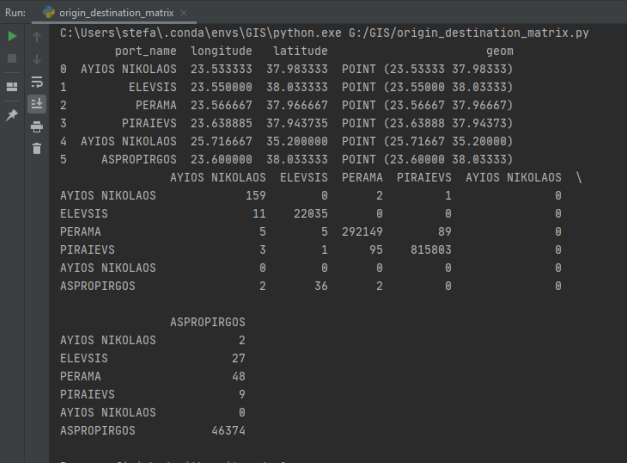 Run: origin_destination_matrix ×
C:\Users\stefa\.conda\envs\GIS\python.exe G:/GIS/origin_destination_matrix.py
port_name longitude latitude geom
0 AYIOS NIKOLAOS 23.533333 37.983333 POINT (23.53333 37.98333)
1 ELEVSIS 23.550000 38.033333 POINT (23.55000 38.03333)
2 PERAMA 23.566667 37.966667 POINT (23.56667 37.96667)
3 PIRAIEVS 23.638885 37.943735 POINT (23.63888 37.94373)
4 AYIOS NIKOLAOS 25.716667 35.200000 POINT (25.71667 35.20000)
5 ASPROPIRGOS 23.600000 38.033333 POINT (23.60000 38.03333)
AYIOS NIKOLAOS ELEVSIS PERAMA PIRAIEVS AYIOS NIKOLAOS \
AYIOS NIKOLAOS 159 0 2 1 0
ELEVSIS 11 22035 0 0 0
PERAMA 5 5 292149 89 0
PIRAIEVS 3 1 95 815803 0
AYIOS NIKOLAOS 0 0 0 0 0
ASPROPIRGOS 2 36 2 0 0
ASPROPIRGOS
AYIOS NIKOLAOS 2
ELEVSIS 27
PERAMA 48
PIRAIEVS 9
AYIOS NIKOLAOS 0
ASPROPIRGOS 46374